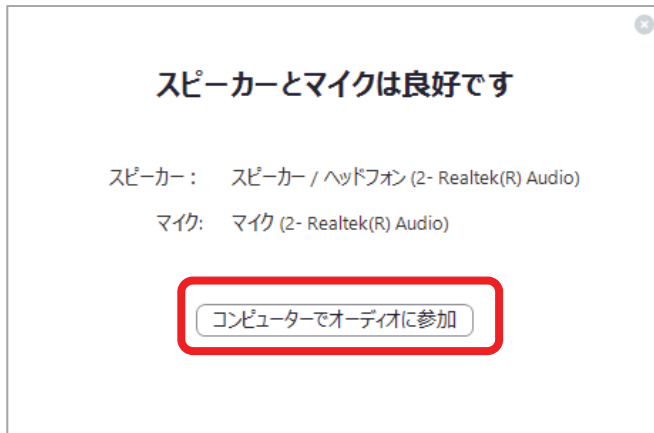 スピーカーとマイクは良好です
スピーカー： スピーカー / ヘッドフォン (2- Realtek(R) Audio)
マイク: マイク (2- Realtek(R) Audio)
コンピューターでオーディオに参加